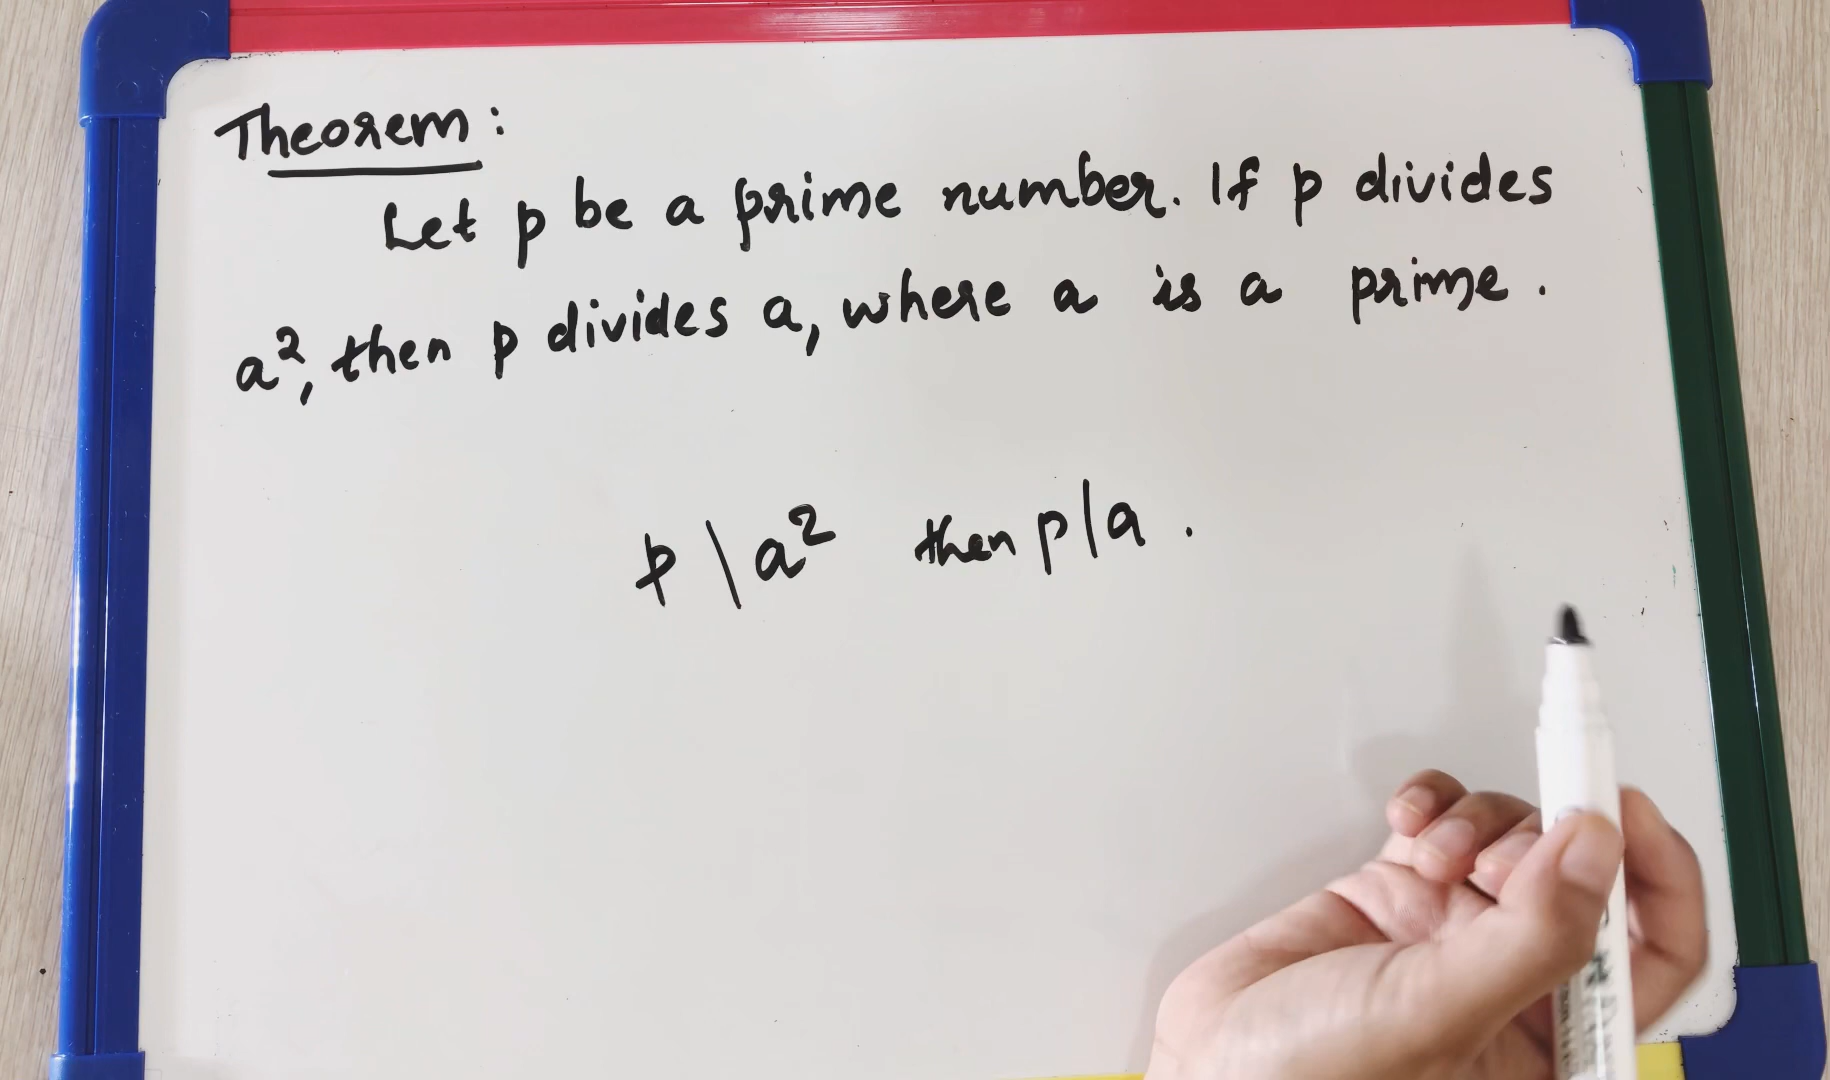 Theorem:
Let p be a prime number. If p divides
a², then p divides a, where a is a prime.
p \ a² then p|a.